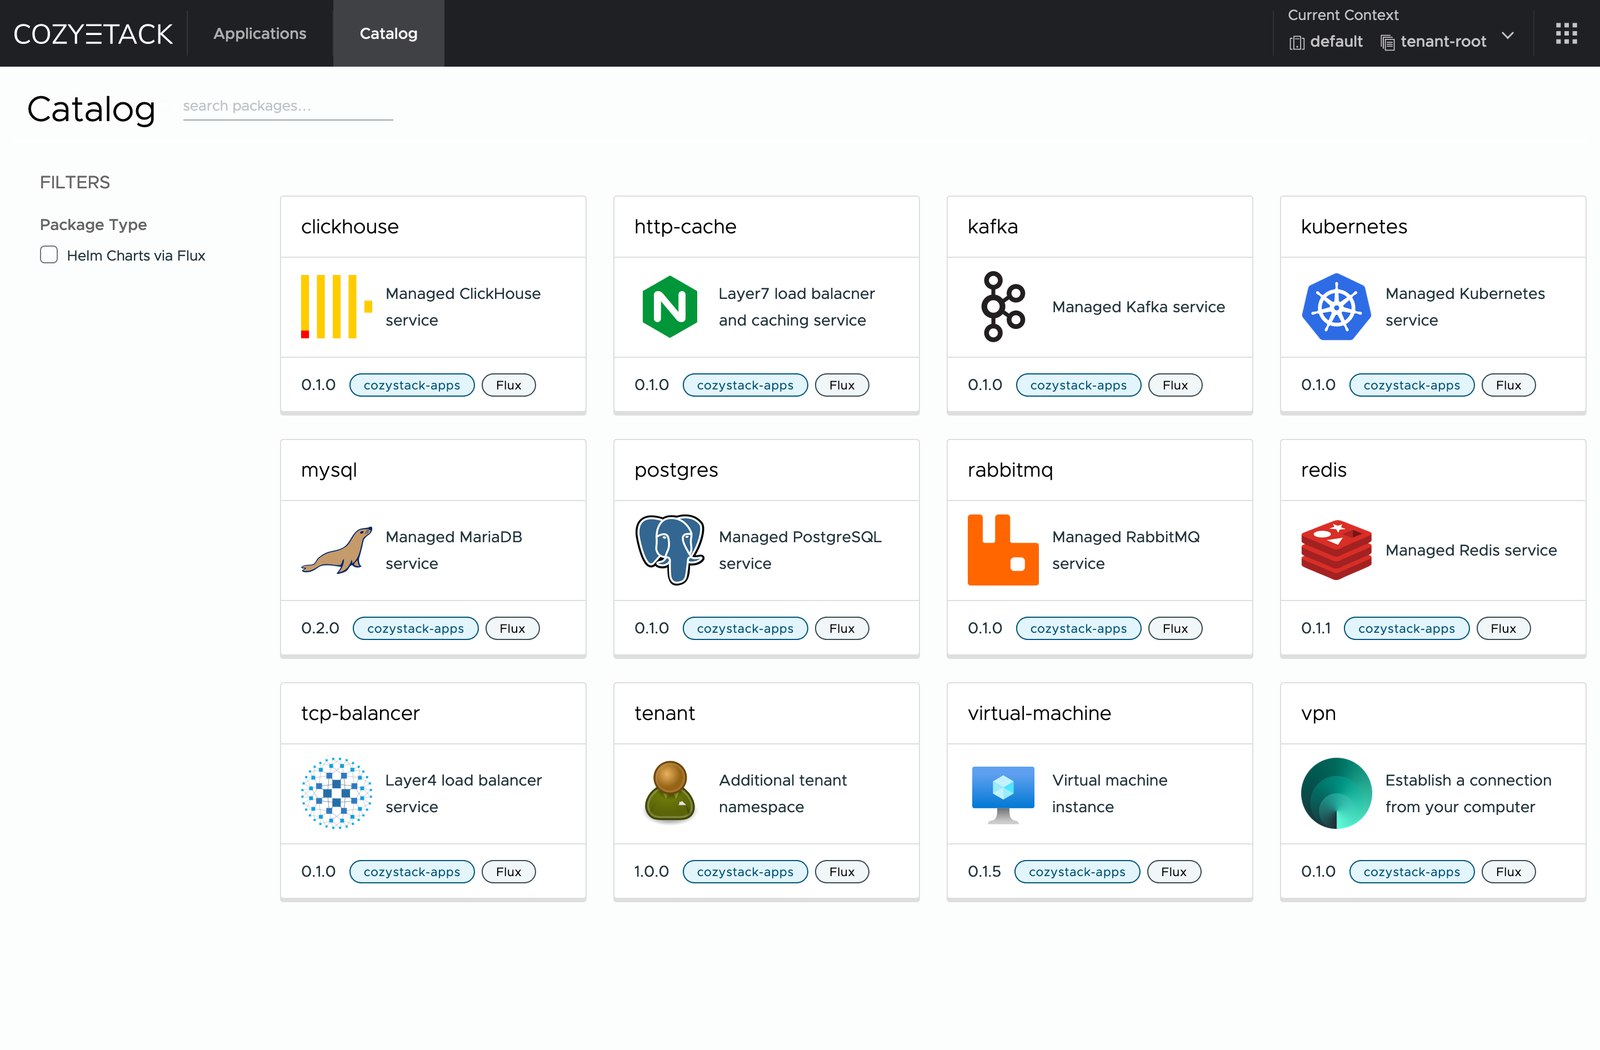 COZYSTACK
Applications
Catalog
Current Context
default
tenant-root
Catalog
search packages...
FILTERS
Package Type
Helm Charts via Flux
clickhouse
Managed ClickHouse
service
0.1.0 cozystack-apps Flux
http-cache
N
Layer7 load balacner
and caching service
0.1.0 cozystack-apps Flux
kafka
Managed Kafka service
0.1.0 cozystack-apps Flux
kubernetes
Managed Kubernetes
service
0.1.0 cozystack-apps Flux
mysql
Managed MariaDB
service
0.2.0 cozystack-apps Flux
postgres
Managed PostgreSQL
service
0.1.0 cozystack-apps Flux
rabbitmq
Managed RabbitMQ
service
0.1.0 cozystack-apps Flux
redis
Managed Redis service
0.1.1 cozystack-apps Flux
tcp-balancer
Layer4 load balancer
service
0.1.0 cozystack-apps Flux
tenant
Additional tenant
namespace
1.0.0 cozystack-apps Flux
virtual-machine
Virtual machine
instance
0.1.5 cozystack-apps Flux
vpn
Establish a connection
from your computer
0.1.0 cozystack-apps Flux